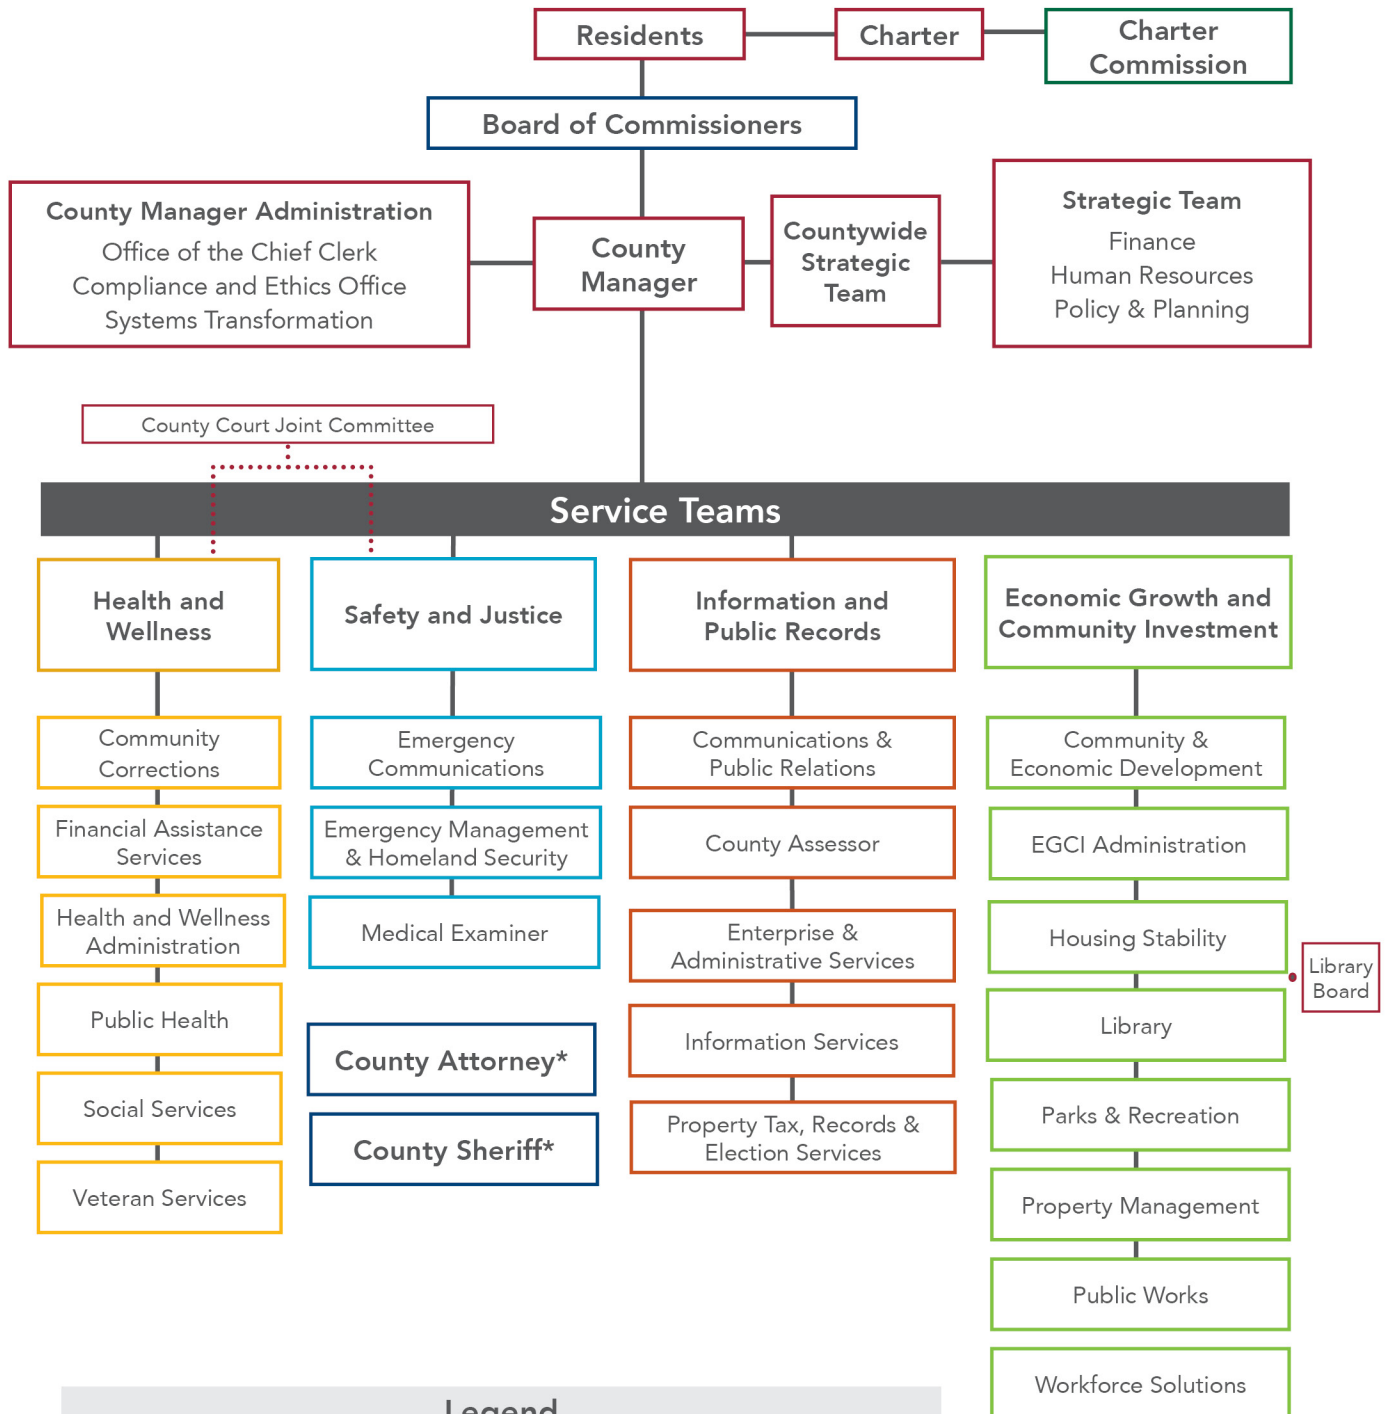 Residents
Charter
Charter
Commission
Board of Commissioners
County Manager Administration
Office of the Chief Clerk
Compliance and Ethics Office
Systems Transformation
County
Manager
Countywide
Strategic
Team
Strategic Team
Finance
Human Resources
Policy & Planning
County Court Joint Committee
Service Teams
Health and
Wellness
Community
Corrections
Financial Assistance
Services
Health and Wellness
Administration
Public Health
Social Services
Veteran Services
Safety and Justice
Emergency
Communications
Emergency Management
& Homeland Security
Medical Examiner
County Attorney*
County Sheriff*
Information and
Public Records
Communications &
Public Relations
County Assessor
Enterprise &
Administrative Services
Information Services
Property Tax, Records &
Election Services
Economic Growth and
Community Investment
Community &
Economic Development
EGCI Administration
Housing Stability
Library
Board
Library
Parks & Recreation
Property Management
Public Works
Workforce Solutions
Legend